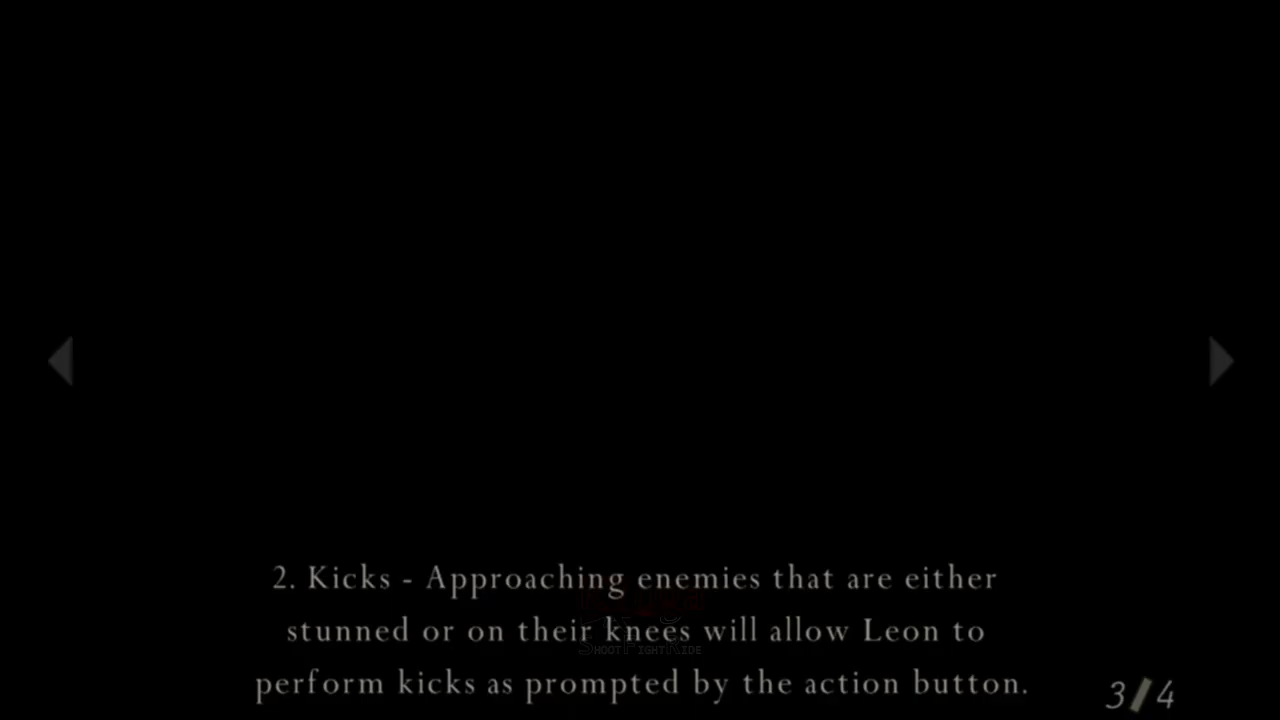 2. Kicks - Approaching enemies that are either
stunned or on their knees will allow Leon to
SHOOTFIGHTRIDE
perform kicks as prompted by the action button.
3/4